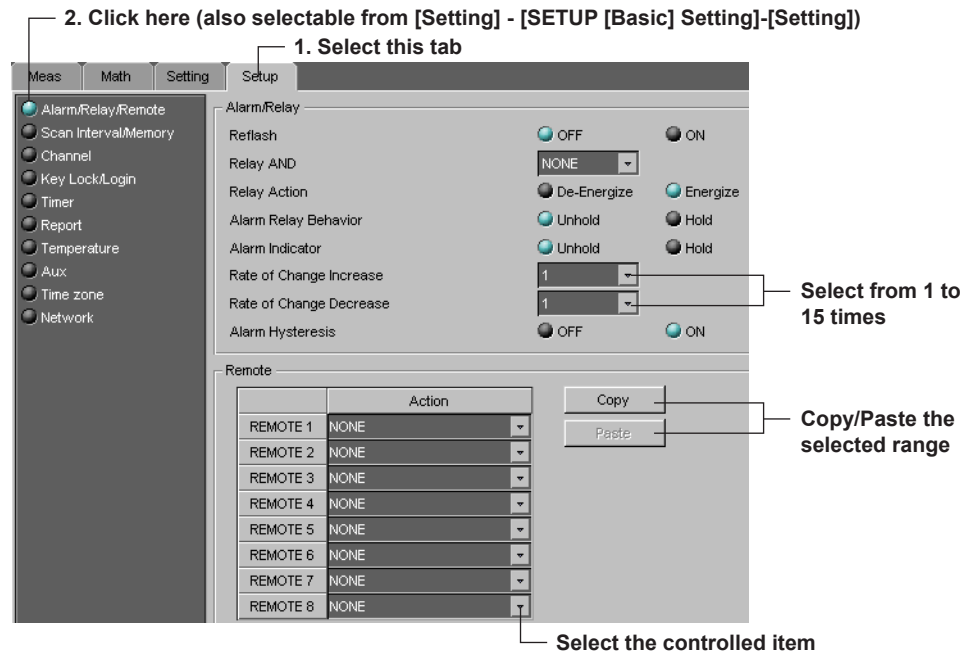 2. Click here (also selectable from [Setting] - [SETUP [Basic] Setting]-[Setting])
1. Select this tab
Meas Math Setting Setup
Alarm/Relay/Remote
Scan Interval/Memory
Channel
Key Lock/Login
Timer
Report
Temperature
Aux
Time zone
Network
Alarm/Relay
Reflash OFF ON
Relay AND NONE
Relay Action De-Energize Energize
Alarm Relay Behavior Unhold Hold
Alarm Indicator Unhold Hold
Rate of Change Increase 1
Rate of Change Decrease 1
Alarm Hysteresis OFF ON
Select from 1 to
15 times
Remote
Action
REMOTE 1 NONE
REMOTE 2 NONE
REMOTE 3 NONE
REMOTE 4 NONE
REMOTE 5 NONE
REMOTE 6 NONE
REMOTE 7 NONE
REMOTE 8 NONE
Copy
Paste
Copy/Paste the
selected range
Select the controlled item